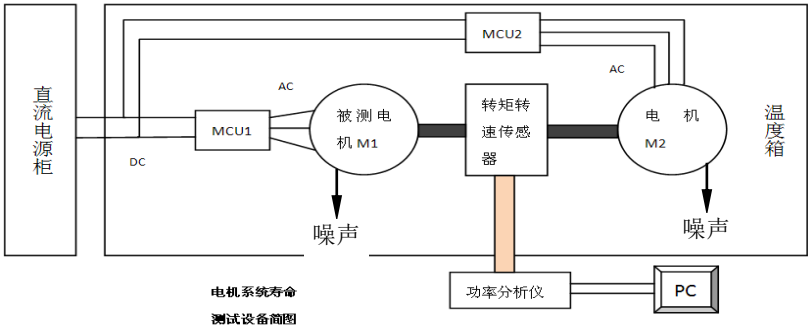 直流电源柜
MCU2
AC
AC
MCU1
DC
被测电
机M1
转矩转
速传感
器
电 机
M2
温度箱
噪声
噪声
功率分析仪
PC
电机系统寿命
测试设备简图